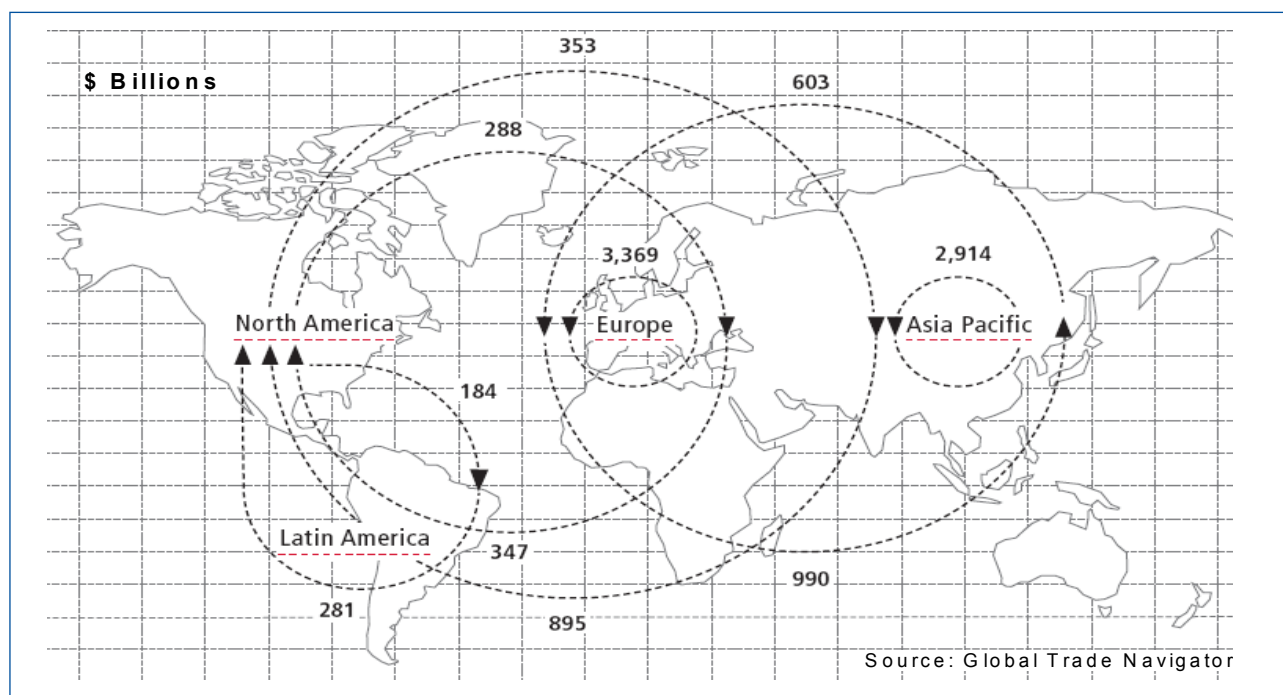 353
$ Billions
603
288
3,369
2,914
North America
Europe
Asia Pacific
184
Latin America
347
990
281
895
Source: Global Trade Navigator